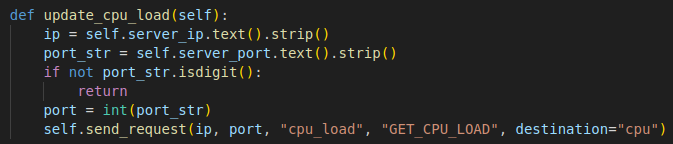 def update_cpu_load(self):
    ip = self.server_ip.text().strip()
    port_str = self.server_port.text().strip()
    if not port_str.isdigit():
        return
    port = int(port_str)
    self.send_request(ip, port, "cpu_load", "GET_CPU_LOAD", destination="cpu")